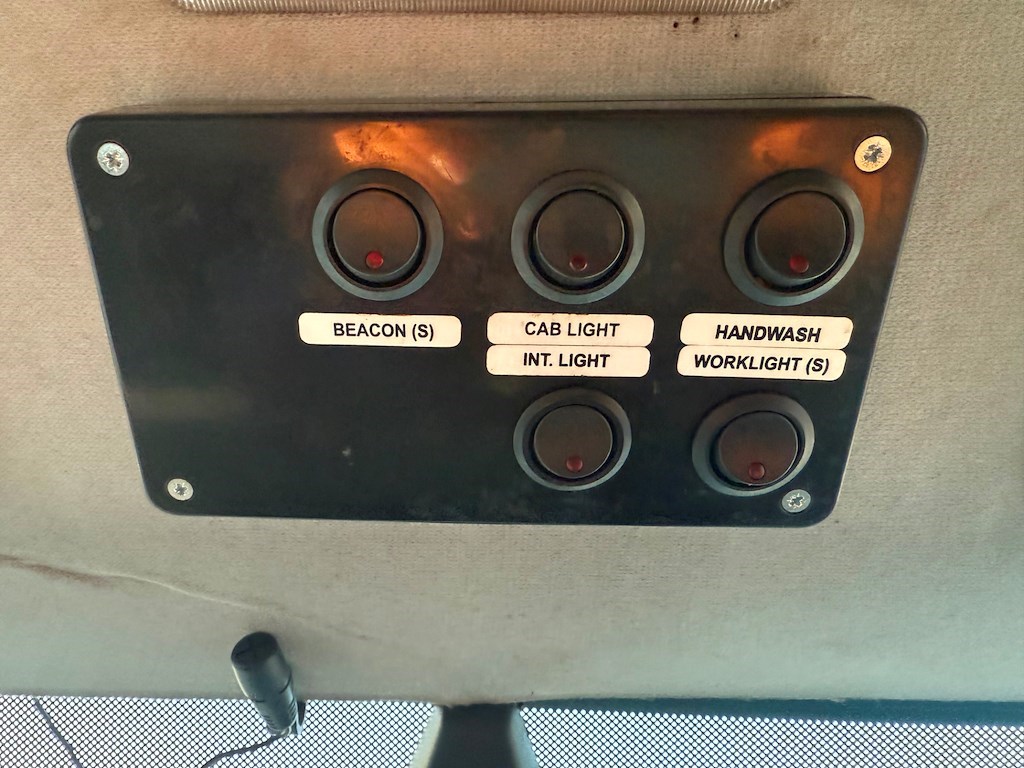 BEACON (S)
CAB LIGHT
HANDWASH
INT. LIGHT
WORKLIGHT (S)